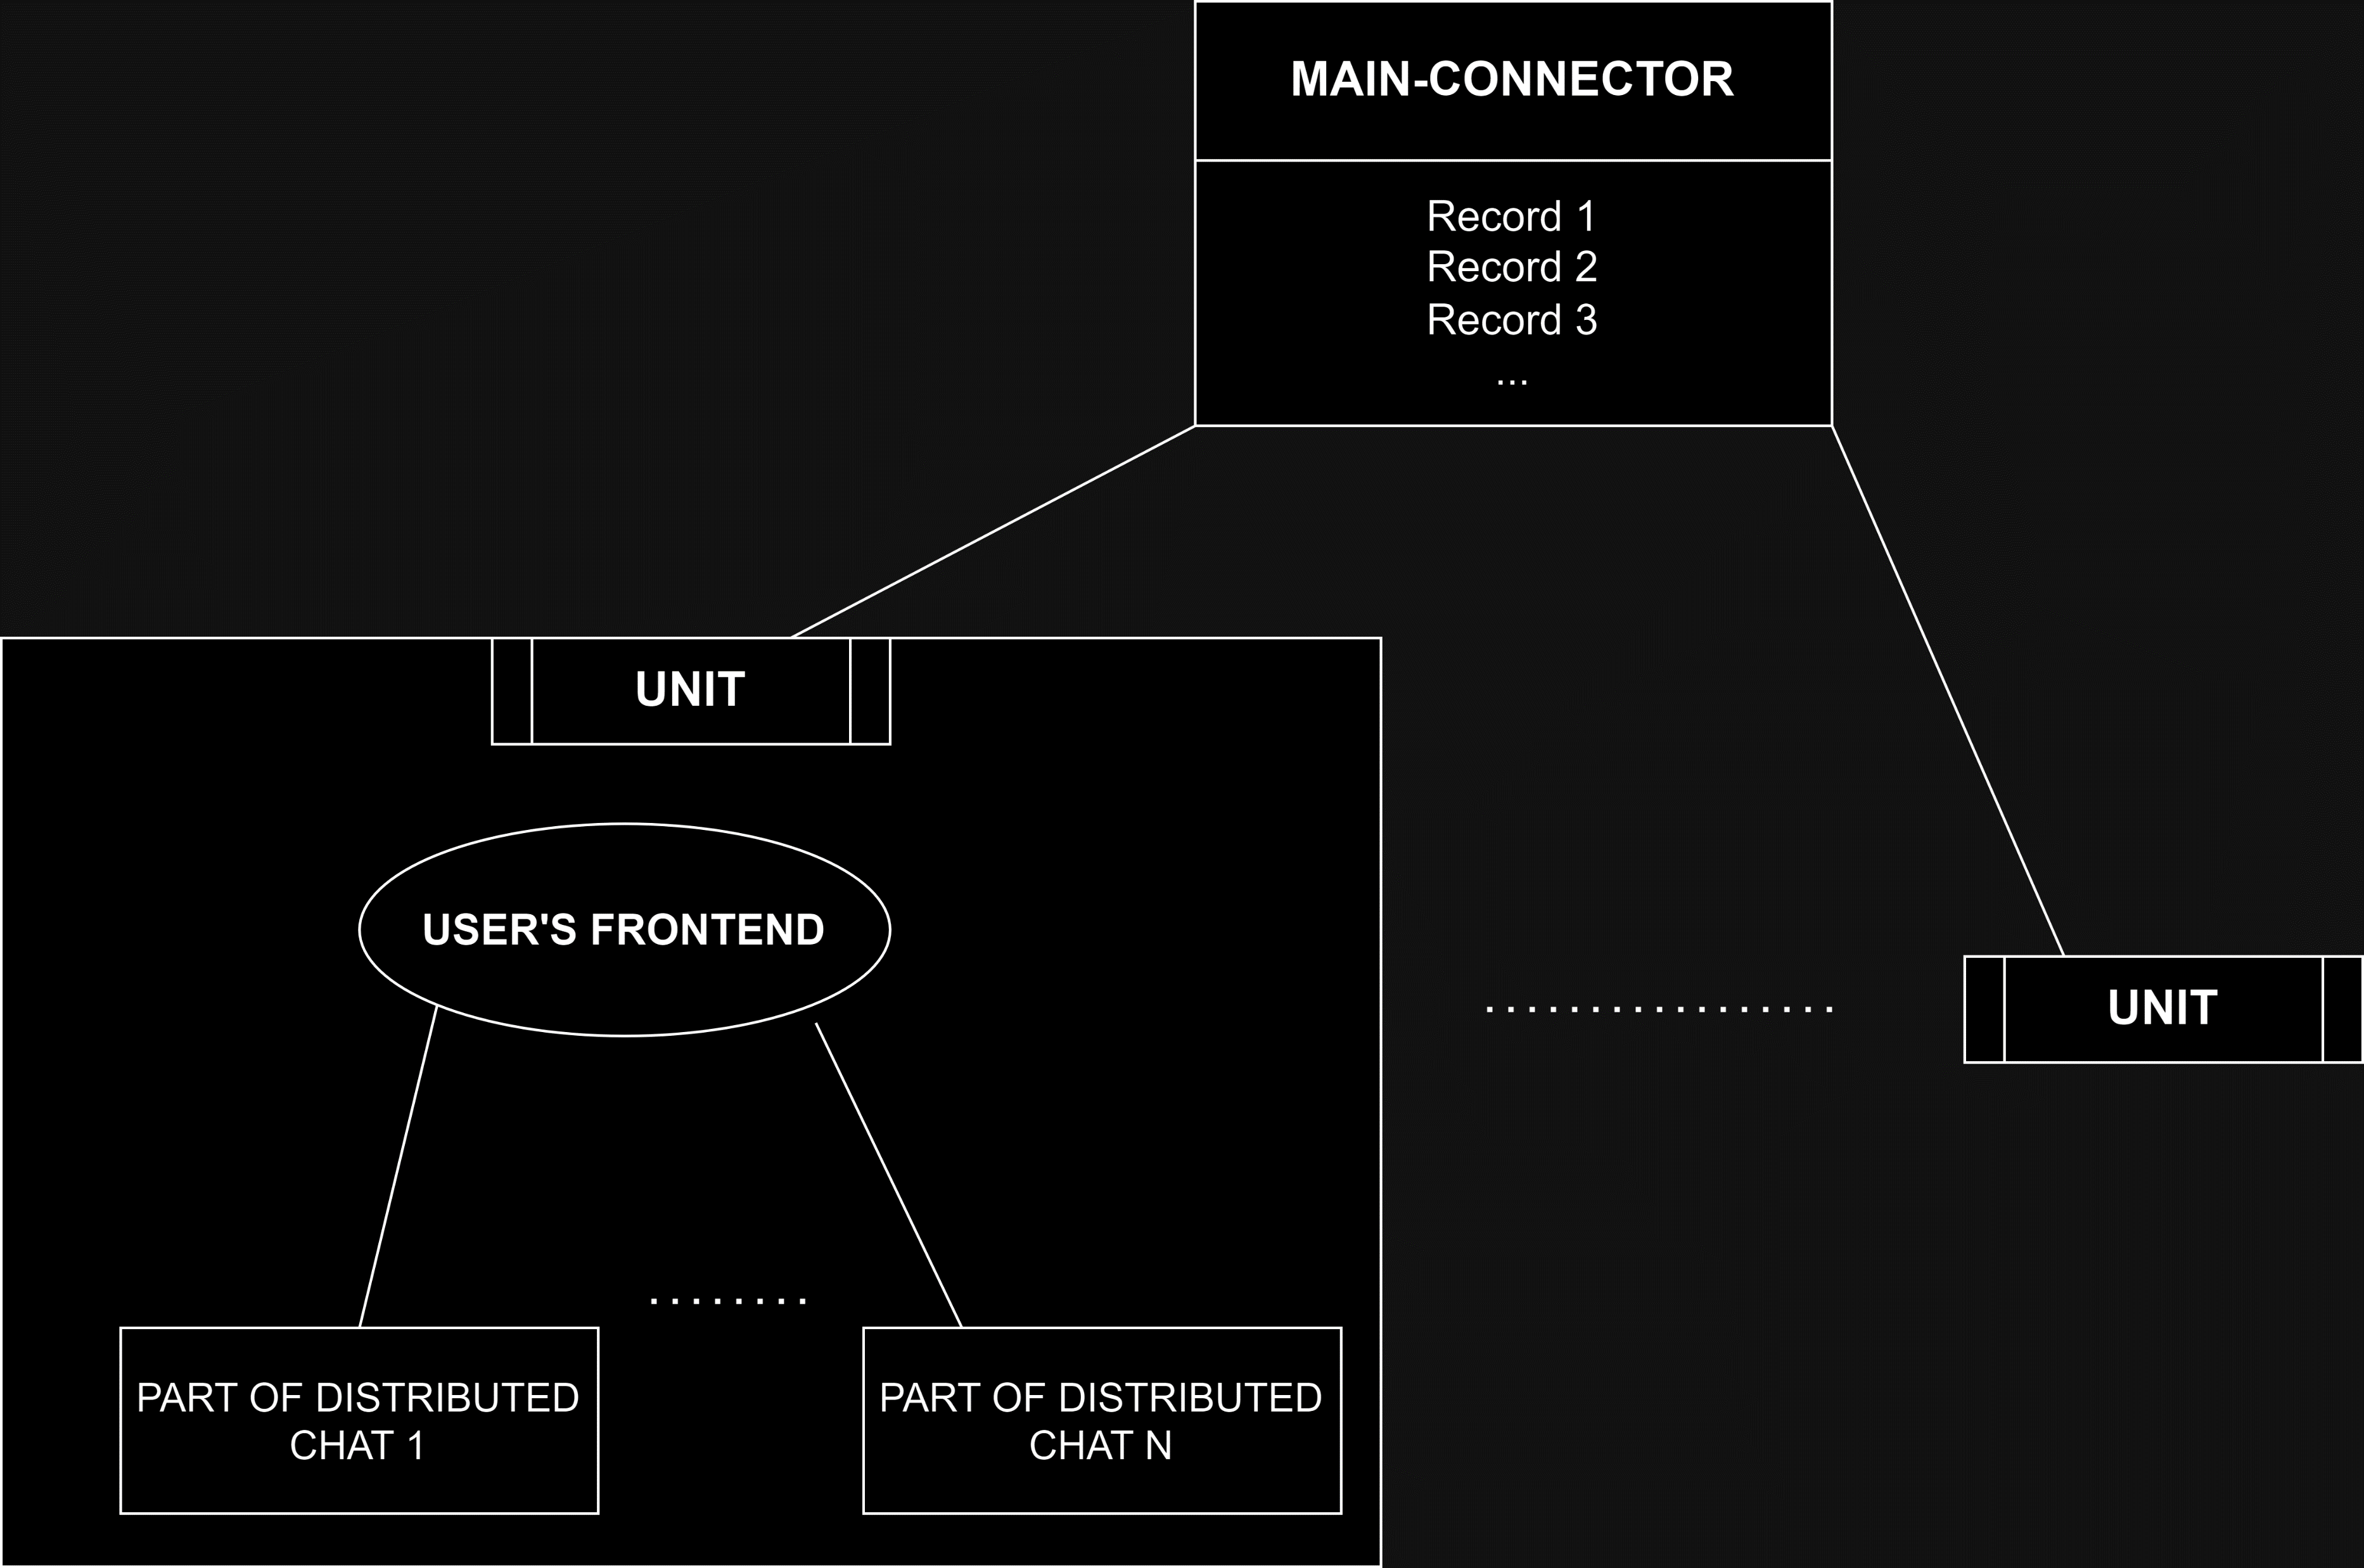 MAIN-CONNECTOR
Record 1
Record 2
Record 3
...
UNIT
USER'S FRONTEND
. . . . . . . . . . . . . . . . .
UNIT
. . . . . . . .
PART OF DISTRIBUTED
CHAT 1
PART OF DISTRIBUTED
CHAT N